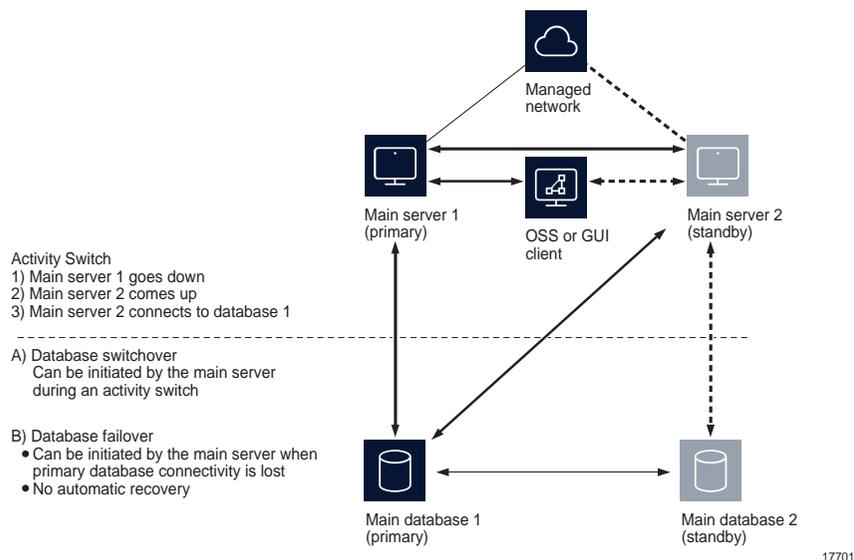 Managed
network
Main server 1
(primary)
OSS or GUI
client
Main server 2
(standby)
Activity Switch
1) Main server 1 goes down
2) Main server 2 comes up
3) Main server 2 connects to database 1
A) Database switchover
Can be initiated by the main server
during an activity switch
B) Database failover
● Can be initiated by the main server when
primary database connectivity is lost
● No automatic recovery
Main database 1
(primary)
Main database 2
(standby)
17701